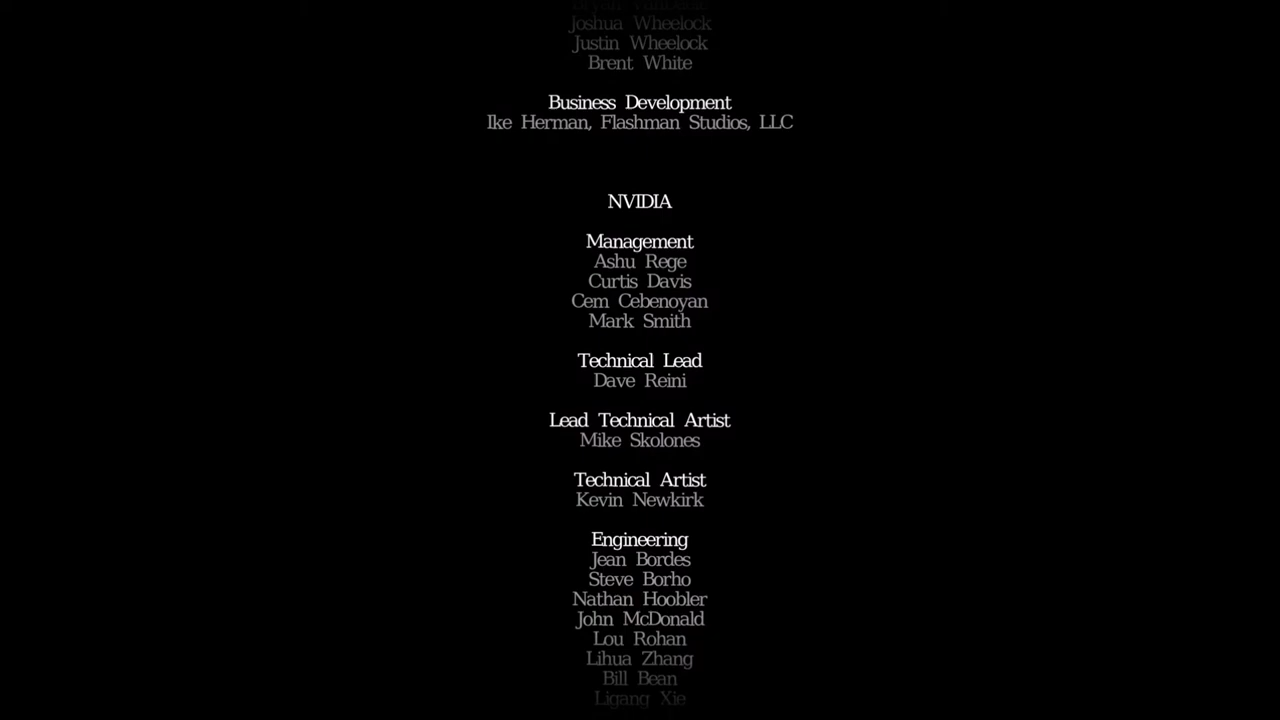 Joshua Wheelock
Justin Wheelock
Brent White
Business Development
Ike Herman, Flashman Studios, LLC
NVIDIA
Management
Ashu Rege
Curtis Davis
Cem Cebenoyan
Mark Smith
Technical Lead
Dave Reini
Lead Technical Artist
Mike Skolones
Technical Artist
Kevin Newkirk
Engineering
Jean Bordes
Steve Borho
Nathan Hoobler
John McDonald
Lou Rohan
Lihua Zhang
Bill Bean
Ligang Xie